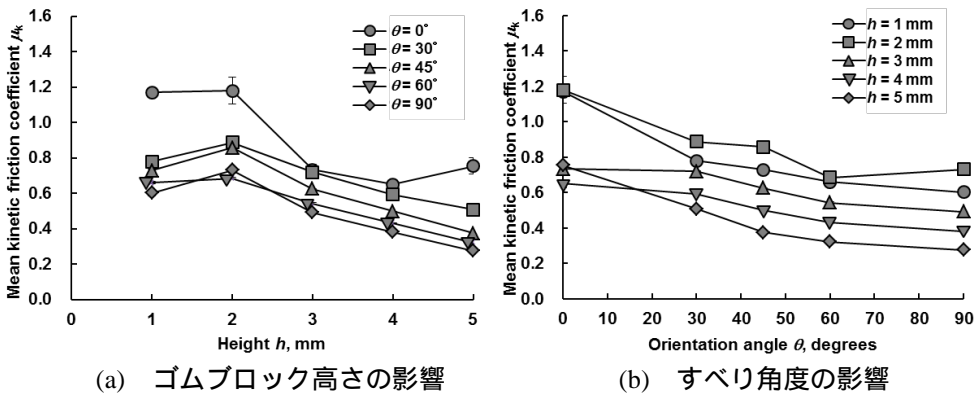 Mean kinetic friction coefficient μk
1.6
1.4
1.2
1.0
0.8
0.6
0.4
0.2
0.0
0
1
2
3
4
5
Height h, mm
θ = 0˚
θ = 30˚
θ = 45˚
θ = 60˚
θ = 90˚
(a) ゴムブロック高さの影響
Mean kinetic friction coefficient μk
1.6
1.4
1.2
1.0
0.8
0.6
0.4
0.2
0.0
0
10
20
30
40
50
60
70
80
90
Orientation angle θ, degrees
h = 1 mm
h = 2 mm
h = 3 mm
h = 4 mm
h = 5 mm
(b) すべり角度の影響